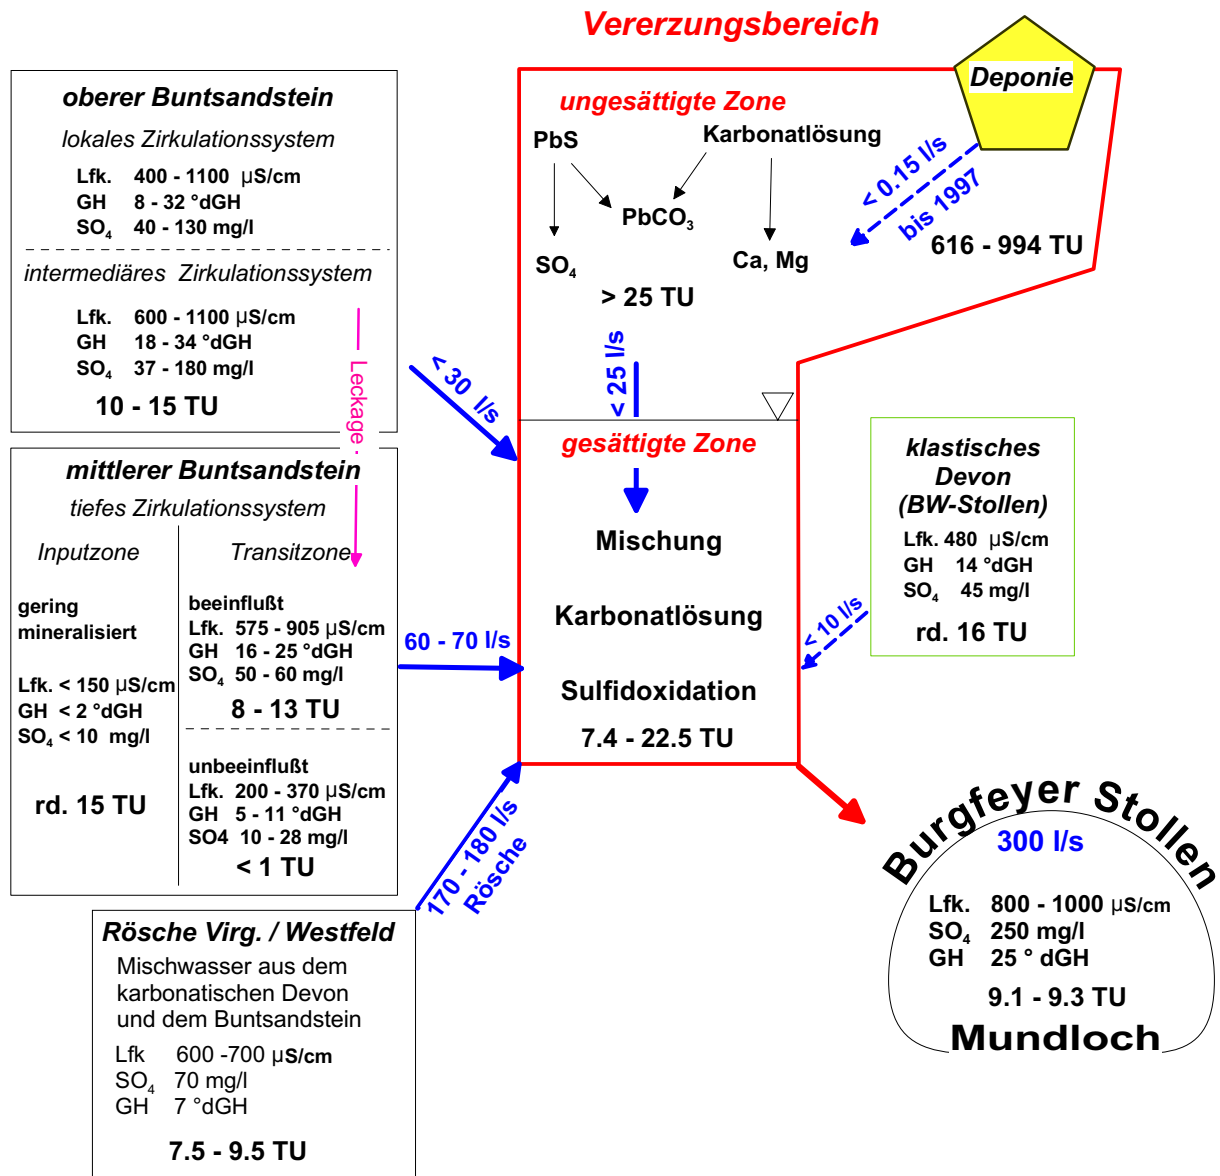 Vererzungsbereich
oberer Buntsandstein
lokales Zirkulationssystem
Lfk. 400 - 1100 µS/cm
GH 8 - 32 °dGH
SO₄ 40 - 130 mg/l
intermediäres Zirkulationssystem
Lfk. 600 - 1100 µS/cm
GH 18 - 34 °dGH
SO₄ 37 - 180 mg/l
10 - 15 TU
Leckage
mittlerer Buntsandstein
tiefes Zirkulationssystem
Inputzone
gering
mineralisiert
Lfk. < 150 µS/cm
GH < 2 °dGH
SO₄ < 10 mg/l
rd. 15 TU
Transitzone
beeinflußt
Lfk. 575 - 905 µS/cm
GH 16 - 25 °dGH
SO₄ 50 - 60 mg/l
8 - 13 TU
unbeeinflußt
Lfk. 200 - 370 µS/cm
GH 5 - 11 °dGH
SO4 10 - 28 mg/l
< 1 TU
Rösche Virg. / Westfeld
Mischwasser aus dem
karbonatischen Devon
und dem Buntsandstein
Lfk 600 -700 µS/cm
SO₄ 70 mg/l
GH 7 °dGH
7.5 - 9.5 TU
< 30 l/s
60 - 70 l/s
170 - 180 l/s
Rösche
ungesättigte Zone
PbS
Karbonatlösung
PbCO₃
SO₄
Ca, Mg
> 25 TU
Deponie
< 0.15 l/s
bis 1997
616 - 994 TU
< 25 l/s
gesättigte Zone
Mischung
Karbonatlösung
Sulfidoxidation
7.4 - 22.5 TU
klastisches
Devon
(BW-Stollen)
Lfk. 480 µS/cm
GH 14 °dGH
SO₄ 45 mg/l
rd. 16 TU
< 10 l/s
Burgfeyer Stollen
300 l/s
Lfk. 800 - 1000 µS/cm
SO₄ 250 mg/l
GH 25 ° dGH
9.1 - 9.3 TU
Mundloch